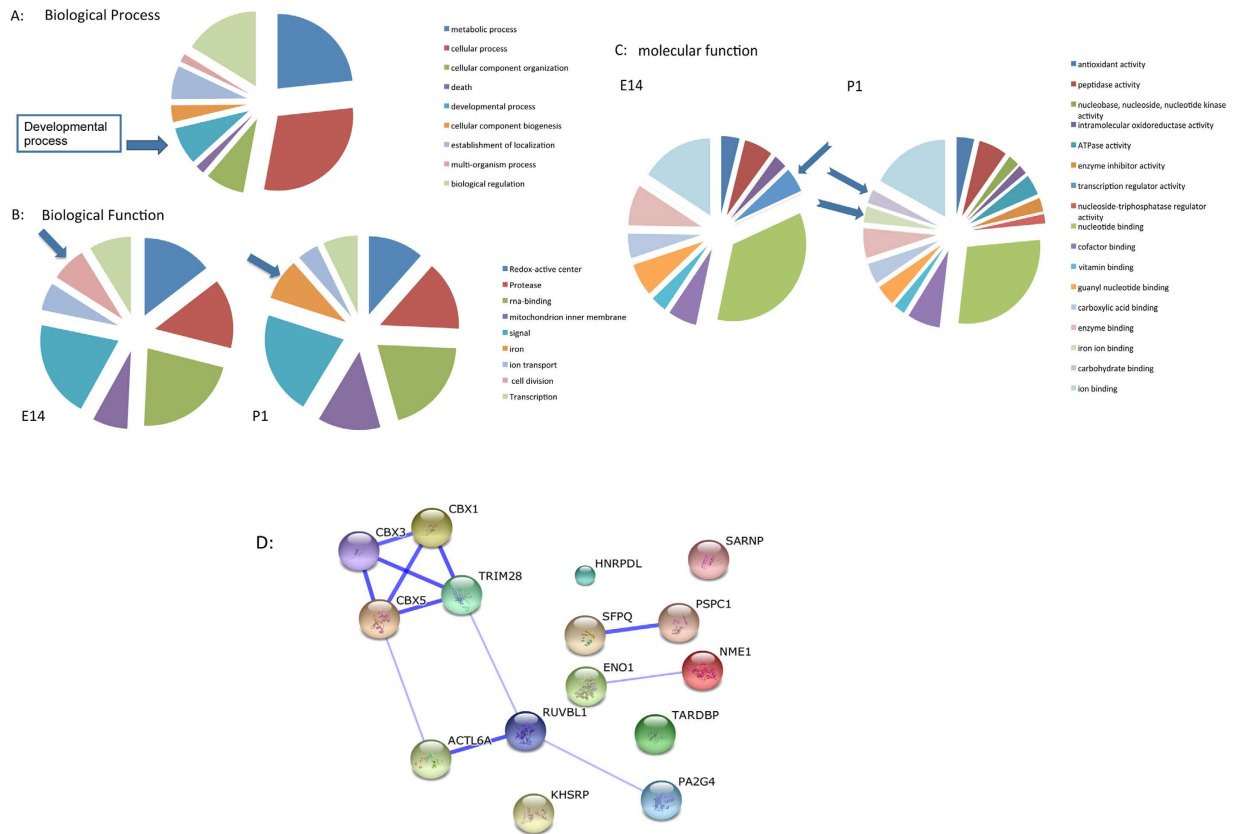 A: Biological Process
metabolic process
cellular process
cellular component organization
death
developmental process
cellular component biogenesis
establishment of localization
multi-organism process
biological regulation
Developmental
process
B: Biological Function
E14
P1
Redox-active center
Protease
rna-binding
mitochondrion inner membrane
signal
iron
ion transport
cell division
Transcription
C: molecular function
E14
P1
antioxidant activity
peptidase activity
nucleobase, nucleoside, nucleotide kinase
activity
intramolecular oxidoreductase activity
ATPase activity
enzyme inhibitor activity
transcription regulator activity
nucleoside-triphosphatase regulator
activity
nucleotide binding
cofactor binding
vitamin binding
guanyl nucleotide binding
carboxylic acid binding
enzyme binding
iron ion binding
carbohydrate binding
ion binding
D:
CBX1
CBX3
TRIM28
CBX5
ACTL6A
RUVBL1
KHSRP
PA2G4
HNRPDL
SARNP
SFPQ
PSPC1
ENO1
NME1
TARDBP